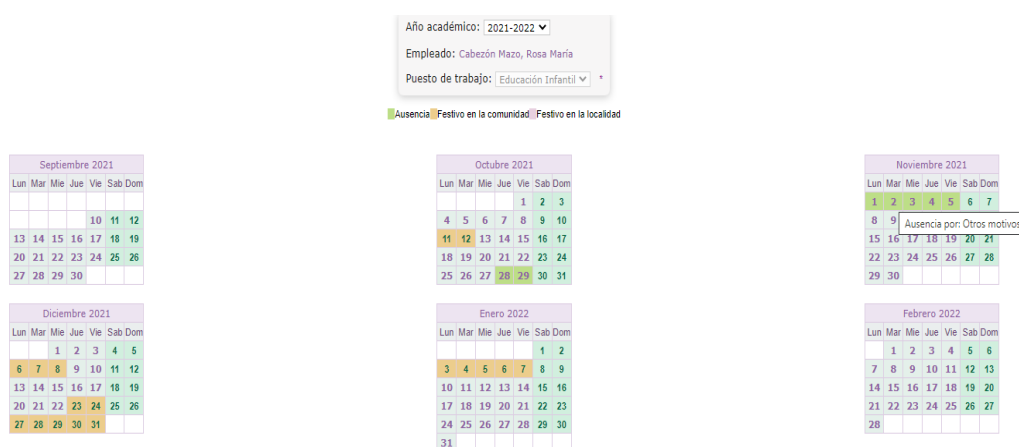 Año académico: 2021-2022
Empleado: Cabezón Mazo, Rosa María
Puesto de trabajo: Educación Infantil *
Ausencia Festivo en la comunidad Festivo en la localidad
Septiembre 2021
Lun Mar Mie Jue Vie Sab Dom
10 11 12
13 14 15 16 17 18 19
20 21 22 23 24 25 26
27 28 29 30
Octubre 2021
Lun Mar Mie Jue Vie Sab Dom
1 2 3
4 5 6 7 8 9 10
11 12 13 14 15 16 17
18 19 20 21 22 23 24
25 26 27 28 29 30 31
Noviembre 2021
Lun Mar Mie Jue Vie Sab Dom
1 2 3 4 5 6 7
8 9
Ausencia por: Otros motivos
15 16 17 18 19 20 21
22 23 24 25 26 27 28
29 30
Diciembre 2021
Lun Mar Mie Jue Vie Sab Dom
1 2 3 4 5
6 7 8 9 10 11 12
13 14 15 16 17 18 19
20 21 22 23 24 25 26
27 28 29 30 31
Enero 2022
Lun Mar Mie Jue Vie Sab Dom
1 2
3 4 5 6 7 8 9
10 11 12 13 14 15 16
17 18 19 20 21 22 23
24 25 26 27 28 29 30
31
Febrero 2022
Lun Mar Mie Jue Vie Sab Dom
1 2 3 4 5 6
7 8 9 10 11 12 13
14 15 16 17 18 19 20
21 22 23 24 25 26 27
28